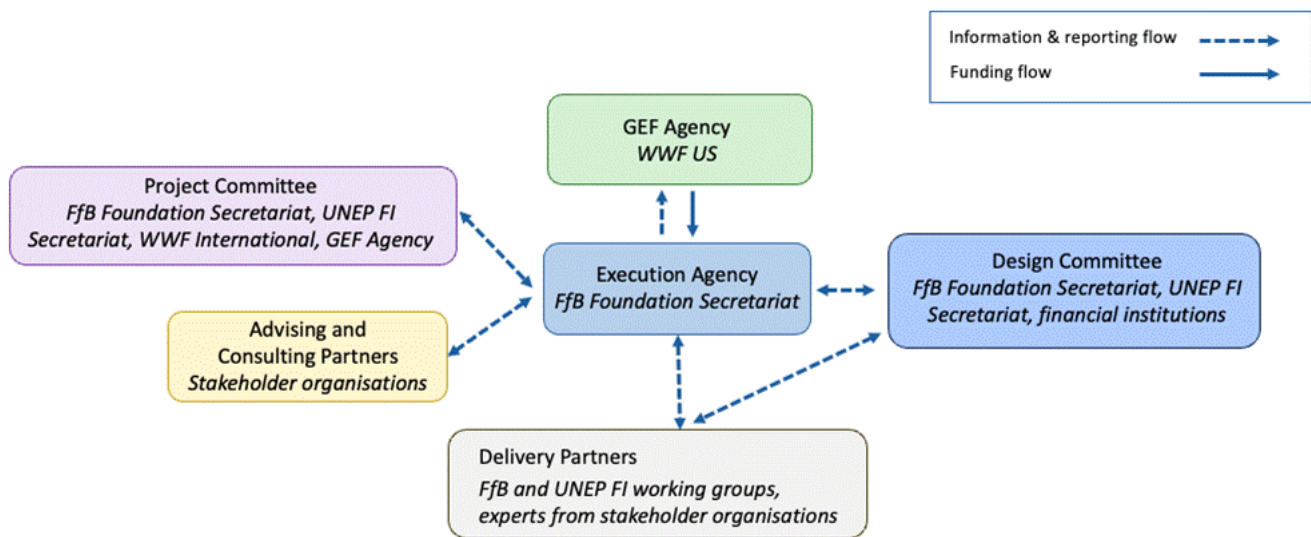 Information & reporting flow
Funding flow
GEF Agency
WWF US
Project Committee
FfB Foundation Secretariat, UNEP FI
Secretariat, WWF International, GEF Agency
Execution Agency
FfB Foundation Secretariat
Design Committee
FfB Foundation Secretariat, UNEP FI
Secretariat, financial institutions
Advising and
Consulting Partners
Stakeholder organisations
Delivery Partners
FfB and UNEP FI working groups,
experts from stakeholder organisations